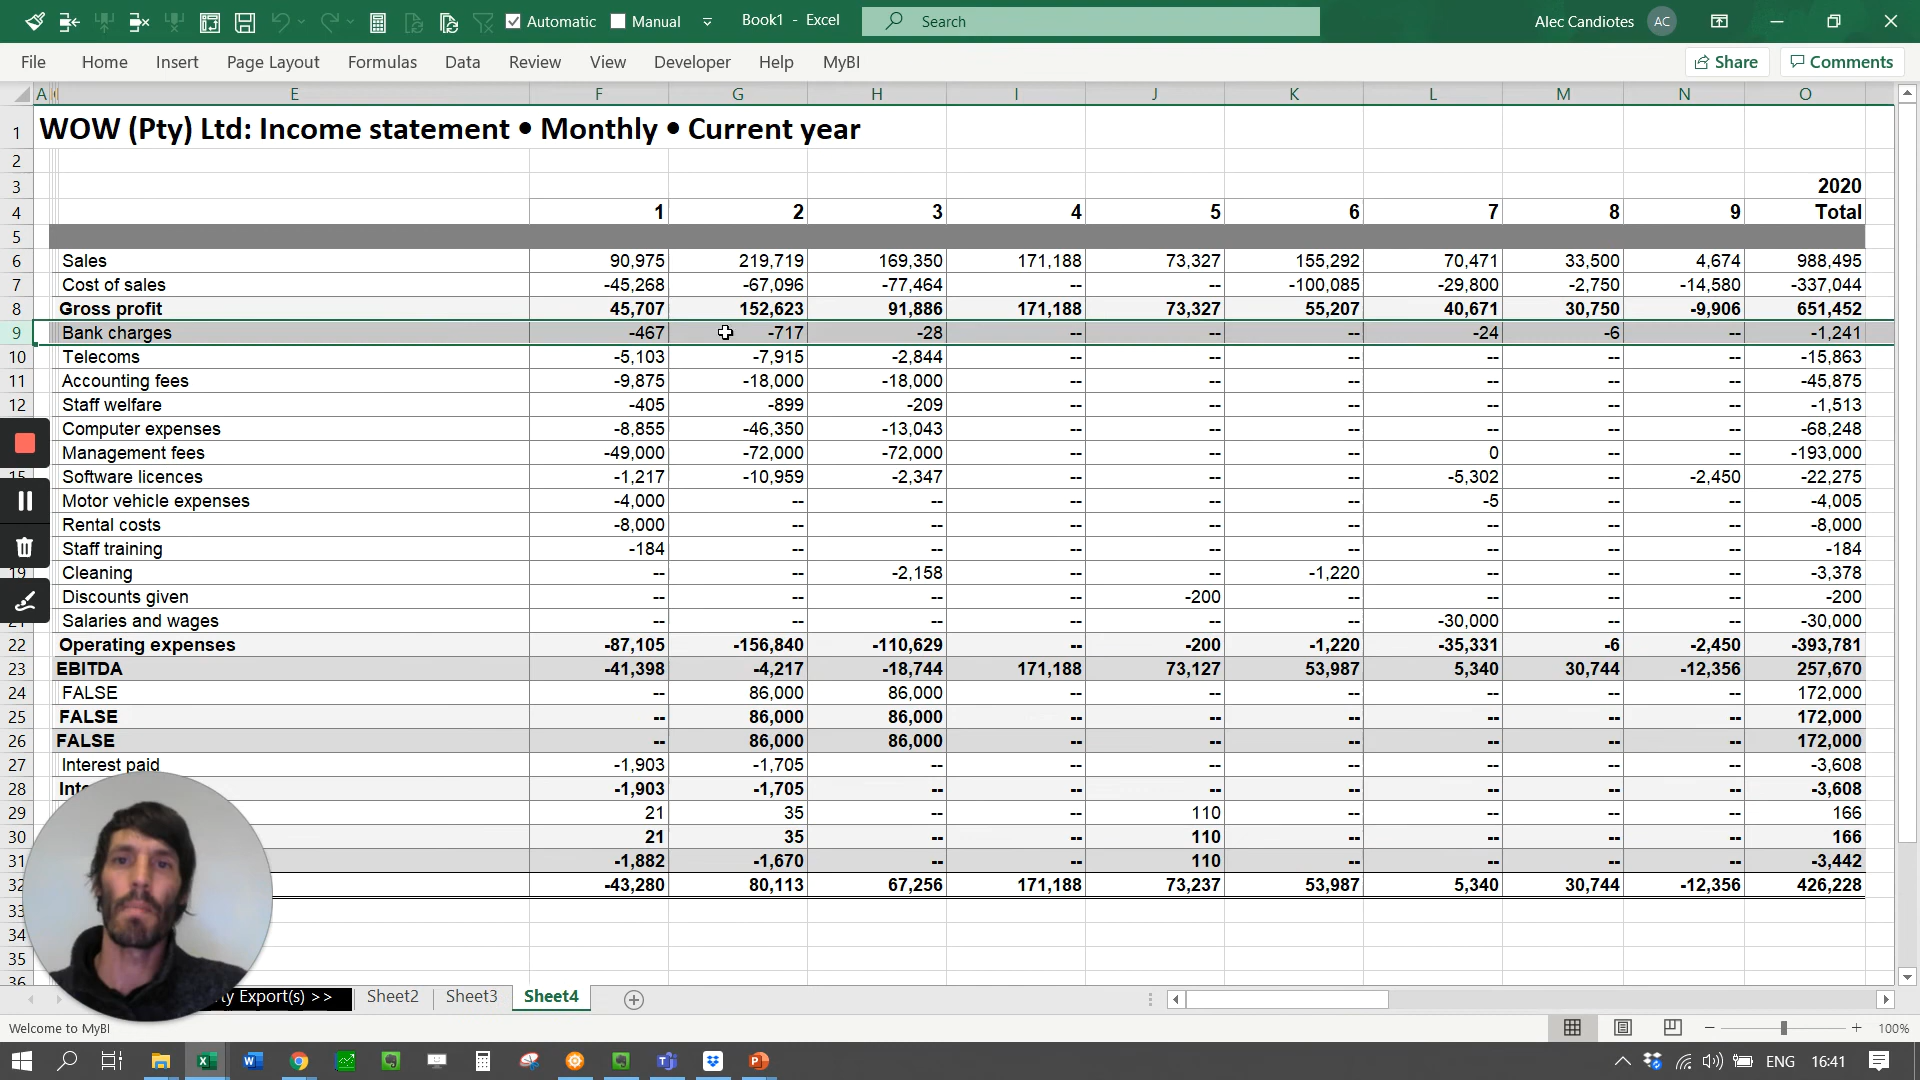 Automatic Manual Book1 - Excel Search Alec Candiotes AC
File Home Insert Page Layout Formulas Data Review View Developer Help MyBI Share Comments
A E F G H I J K L M N O
1 WOW (Pty) Ltd: Income statement • Monthly • Current year
2
3 2020
4 1 2 3 4 5 6 7 8 9 Total
5
6 Sales 90,975 219,719 169,350 171,188 73,327 155,292 70,471 33,500 4,674 988,495
7 Cost of sales -45,268 -67,096 -77,464 -- -- -100,085 -29,800 -2,750 -14,580 -337,044
8 Gross profit 45,707 152,623 91,886 171,188 73,327 55,207 40,671 30,750 -9,906 651,452
9 Bank charges -467 -717 -28 -- -- -- -24 -6 -- -1,241
10 Telecoms -5,103 -7,915 -2,844 -- -- -- -- -- -- -15,863
11 Accounting fees -9,875 -18,000 -18,000 -- -- -- -- -- -- -45,875
12 Staff welfare -405 -899 -209 -- -- -- -- -- -- -1,513
Computer expenses -8,855 -46,350 -13,043 -- -- -- -- -- -- -68,248
Management fees -49,000 -72,000 -72,000 -- -- -- 0 -- -- -193,000
15 Software licences -1,217 -10,959 -2,347 -- -- -- -5,302 -- -2,450 -22,275
Motor vehicle expenses -4,000 -- -- -- -- -- -5 -- -- -4,005
Rental costs -8,000 -- -- -- -- -- -- -- -- -8,000
Staff training -184 -- -- -- -- -- -- -- -- -184
19 Cleaning -- -- -2,158 -- -- -1,220 -- -- -- -3,378
Discounts given -- -- -- -- -200 -- -- -- -- -200
21 Salaries and wages -- -- -- -- -- -- -30,000 -- -- -30,000
22 Operating expenses -87,105 -156,840 -110,629 -- -200 -1,220 -35,331 -6 -2,450 -393,781
23 EBITDA -41,398 -4,217 -18,744 171,188 73,127 53,987 5,340 30,744 -12,356 257,670
24 FALSE -- 86,000 86,000 -- -- -- -- -- -- 172,000
25 FALSE -- 86,000 86,000 -- -- -- -- -- -- 172,000
26 FALSE -- 86,000 86,000 -- -- -- -- -- -- 172,000
27 Interest paid -1,903 -1,705 -- -- -- -- -- -- -- -3,608
28 -1,903 -1,705 -- -- -- -- -- -- -- -3,608
29 21 35 -- -- 110 -- -- -- -- 166
30 21 35 -- -- 110 -- -- -- -- 166
31 -1,882 -1,670 -- -- 110 -- -- -- -- -3,442
32 -43,280 80,113 67,256 171,188 73,237 53,987 5,340 30,744 -12,356 426,228
33
34
35
36
Export(s) >> Sheet2 Sheet3 Sheet4
Welcome to MyBI 100%
ENG 16:41